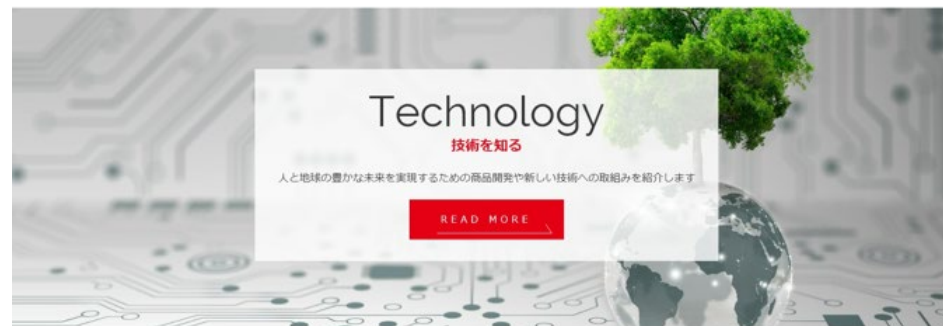 Technology
技術を知る
人と地球の豊かな未来を実現するための商品開発や新しい技術への取組みを紹介します
READ MORE